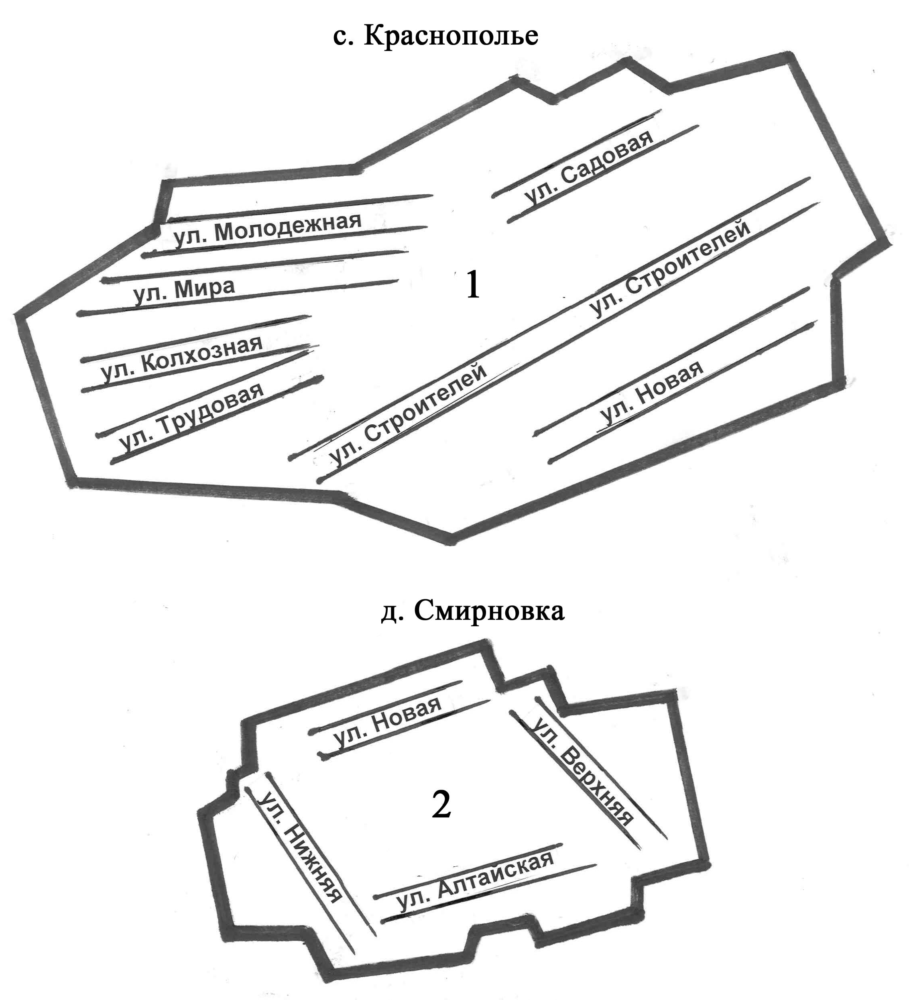 с. Краснополье
ул. Садовая
ул. Молодежная
ул. Мира
1
ул. Строителей
ул. Колхозная
ул. Трудовая
ул. Строителей
ул. Новая
д. Смирновка
ул. Новая
ул. Верхняя
2
ул. Нижняя
ул. Алтайская